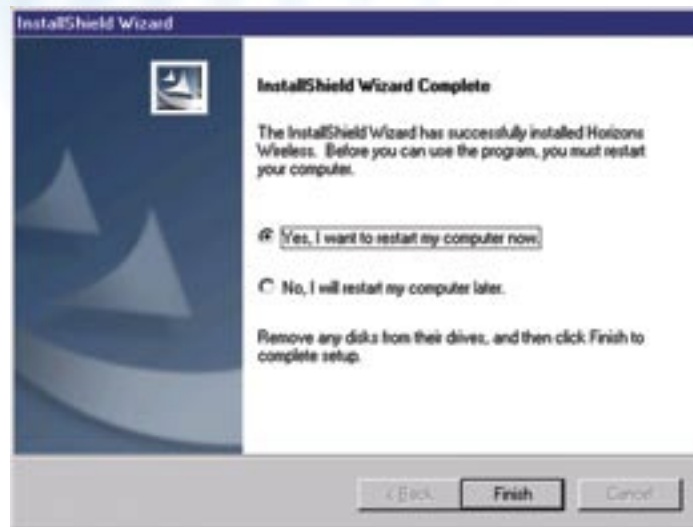 InstallShield Wizard
InstallShield Wizard Complete
The InstallShield Wizard has successfully installed Horizons
Wireless. Before you can use the program, you must restart
your computer.
Yes, I want to restart my computer now.
No, I will restart my computer later.
Remove any disks from their drives, and then click Finish to
complete setup.
< Back
Finish
Cancel